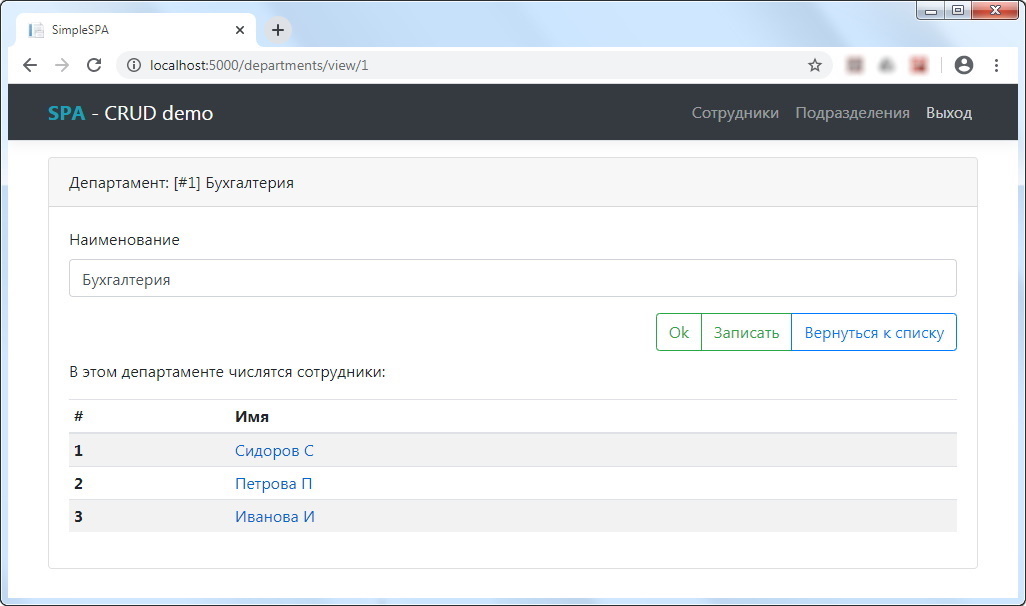 SimpleSPA
localhost:5000/departments/view/1
SPA - CRUD demo Сотрудники Подразделения Выход
Департамент: [#1] Бухгалтерия
Наименование
Бухгалтерия
Ok Записать Вернуться к списку
В этом департаменте числятся сотрудники:
# Имя
1 Сидоров С
2 Петрова П
3 Иванова И